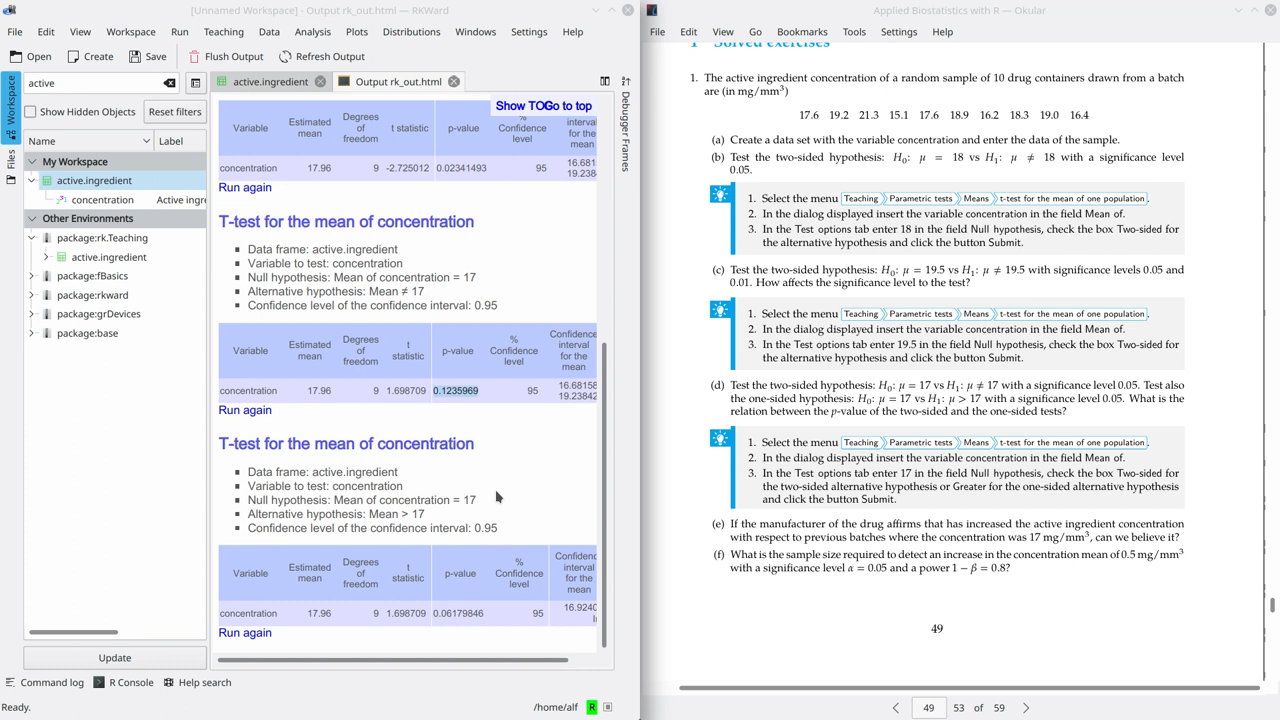 [Unnamed Workspace] - Output rk_out.html — RKWard
File Edit View Workspace Run Teaching Data Analysis Plots Distributions Windows Settings Help
Open Create Save Flush Output Refresh Output
active
Show Hidden Objects Reset filters
Name Label
My Workspace
active.ingredient
concentration Active ingre
Other Environments
package:rk.Teaching
active.ingredient
package:fBasics
package:rkward
package:grDevices
package:base
Update
Workspace
Files
active.ingredient Output rk_out.html
Debugger Frames
Show TOGo to top
Variable Estimated mean Degrees of freedom t statistic p-value % Confidence level interval for the mean
concentration 17.96 9 -2.725012 0.02341493 95 16.681 19.238
Run again
T-test for the mean of concentration
Data frame: active.ingredient
Variable to test: concentration
Null hypothesis: Mean of concentration = 17
Alternative hypothesis: Mean ≠ 17
Confidence level of the confidence interval: 0.95
Variable Estimated mean Degrees of freedom t statistic p-value % Confidence level Confidence interval for the mean
concentration 17.96 9 1.698709 0.1235969 95 16.68158 19.23842
Run again
T-test for the mean of concentration
Data frame: active.ingredient
Variable to test: concentration
Null hypothesis: Mean of concentration = 17
Alternative hypothesis: Mean > 17
Confidence level of the confidence interval: 0.95
Variable Estimated mean Degrees of freedom t statistic p-value % Confidence level Confidenc interval for the mean
concentration 17.96 9 1.698709 0.06179846 95 16.9240
Run again
Command log R Console Help search
Ready. /home/alf R
Applied Biostatistics with R — Okular
File Edit View Go Bookmarks Tools Settings Help
1 Solved exercises
1. The active ingredient concentration of a random sample of 10 drug containers drawn from a batch
are (in mg/mm³)
17.6 19.2 21.3 15.1 17.6 18.9 16.2 18.3 19.0 16.4
(a) Create a data set with the variable concentration and enter the data of the sample.
(b) Test the two-sided hypothesis: H₀: μ = 18 vs H₁: μ ≠ 18 with a significance level
0.05.
1. Select the menu Teaching Parametric tests Means t-test for the mean of one population.
2. In the dialog displayed insert the variable concentration in the field Mean of.
3. In the Test options tab enter 18 in the field Null hypothesis, check the box Two-sided for
the alternative hypothesis and click the button Submit.
(c) Test the two-sided hypothesis: H₀: μ = 19.5 vs H₁: μ ≠ 19.5 with significance levels 0.05 and
0.01. How affects the significance level to the test?
1. Select the menu Teaching Parametric tests Means t-test for the mean of one population.
2. In the dialog displayed insert the variable concentration in the field Mean of.
3. In the Test options tab enter 19.5 in the field Null hypothesis, check the box Two-sided for
the alternative hypothesis and click the button Submit.
(d) Test the two-sided hypothesis: H₀: μ = 17 vs H₁: μ ≠ 17 with a significance level 0.05. Test also
the one-sided hypothesis: H₀: μ = 17 vs H₁: μ > 17 with a significance level 0.05. What is the
relation between the p-value of the two-sided and the one-sided tests?
1. Select the menu Teaching Parametric tests Means t-test for the mean of one population.
2. In the dialog displayed insert the variable concentration in the field Mean of.
3. In the Test options tab enter 17 in the field Null hypothesis, check the box Two-sided for
the two-sided alternative hypothesis or Greater for the one-sided alternative hypothesis
and click the button Submit.
(e) If the manufacturer of the drug affirms that has increased the active ingredient concentration
with respect to previous batches where the concentration was 17 mg/mm³, can we believe it?
(f) What is the sample size required to detect an increase in the concentration mean of 0.5 mg/mm³
with a significance level α = 0.05 and a power 1 − β = 0.8?
49
49 53 of 59